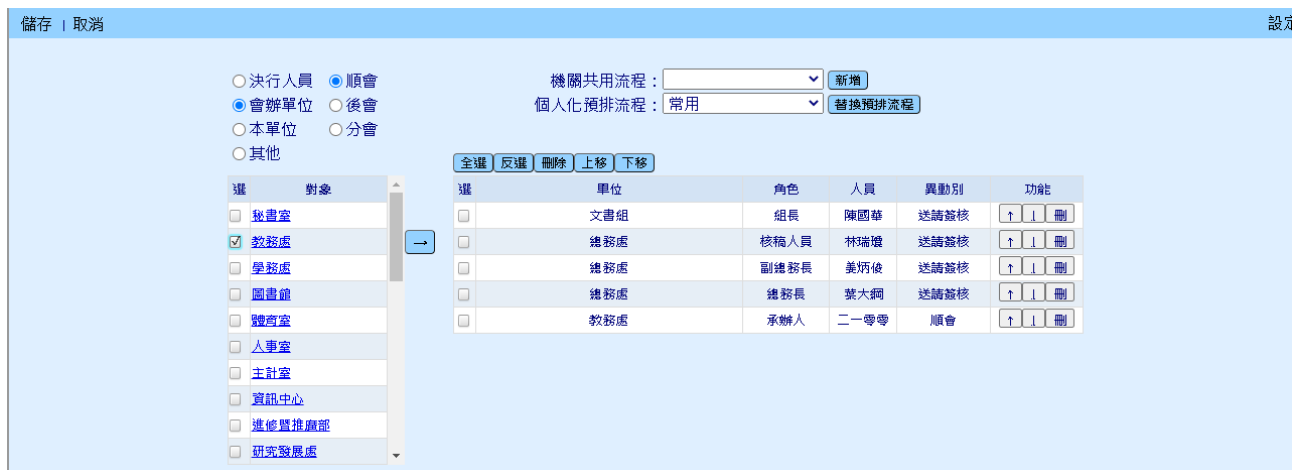 儲存 | 取消
設定
決行人員 順會
會辦單位 後會
本單位 分會
其他
機關共用流程： 新增
個人化預排流程： 常用 替換預排流程
選 對象
秘書室
教務處
學務處
圖書館
體育室
人事室
主計室
資訊中心
進修暨推廣部
研究發展處
→
全選 反選 刪除 上移 下移
選 單位 角色 人員 異動別 功能
文書組 組長 陳國華 送請簽核 ↑ ↓ 刪
總務處 核稿人員 林瑞瓊 送請簽核 ↑ ↓ 刪
總務處 副總務長 姜炳俊 送請簽核 ↑ ↓ 刪
總務處 總務長 葉大綱 送請簽核 ↑ ↓ 刪
教務處 承辦人 二一零零 順會 ↑ ↓ 刪